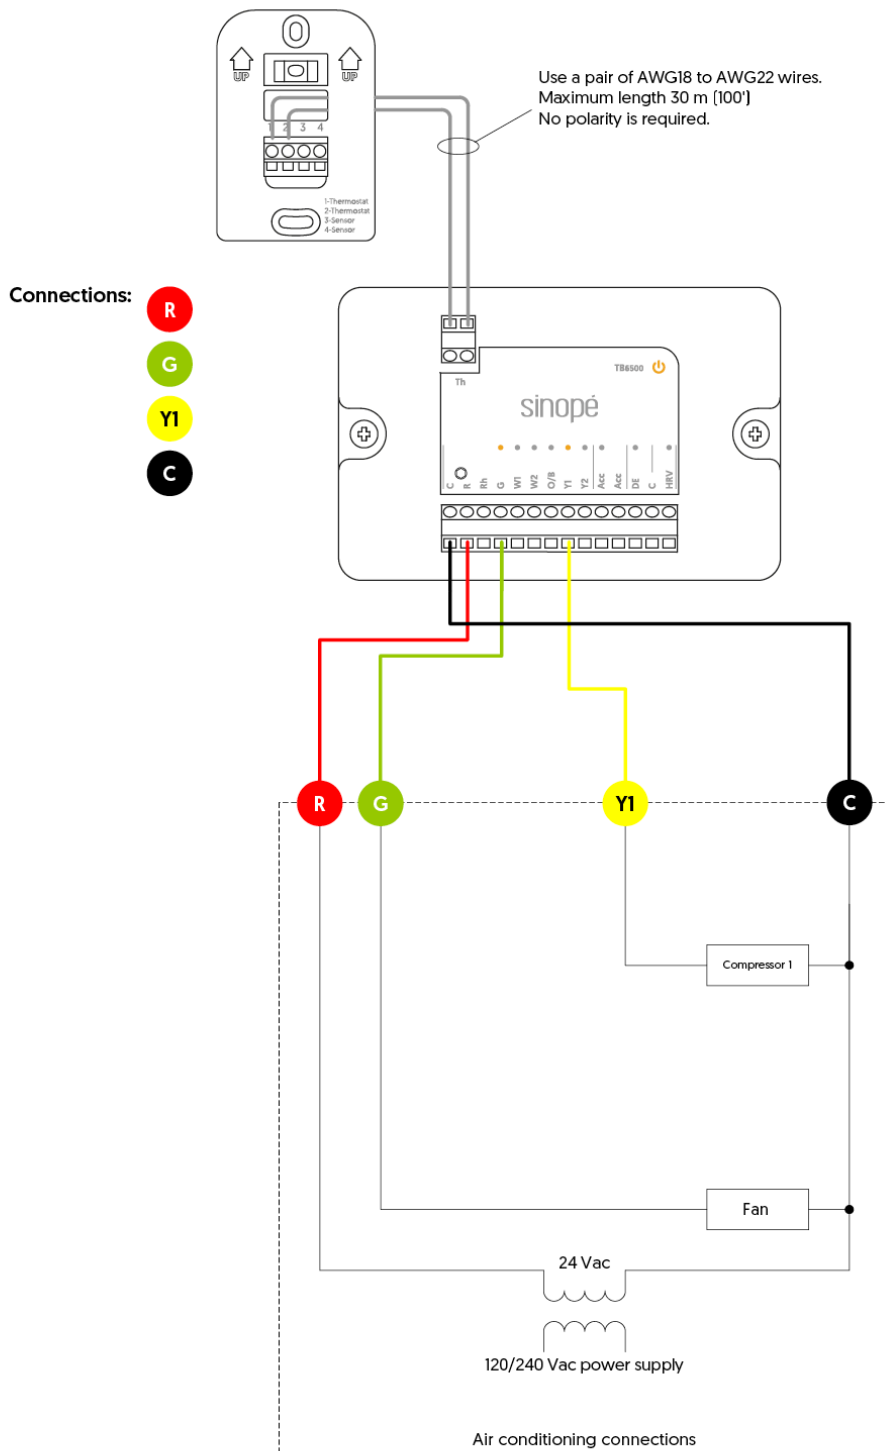 UP
UP
1 2 3 4
1-Thermostat
2-Thermostat
3-Sensor
4-Sensor
Use a pair of AWG18 to AWG22 wires.
Maximum length 30 m (100')
No polarity is required.
Connections:
R
G
Y1
C
Th
TB6500
sinopé
C
R
Rh
G
W1
W2
O/B
Y1
Y2
Acc
Acc
DE
C
HRV
R
G
Y1
C
Compressor 1
Fan
24 Vac
120/240 Vac power supply
Air conditioning connections